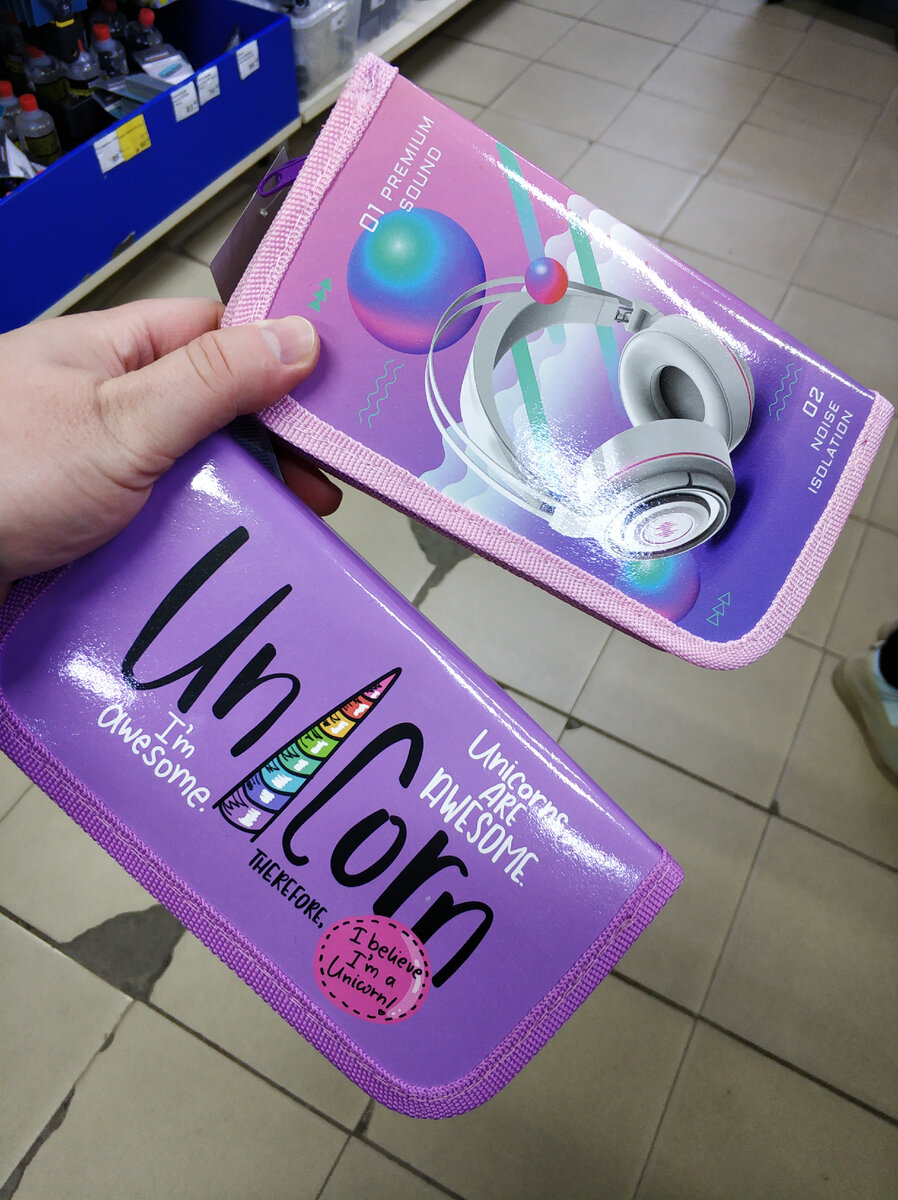 01 PREMIUM
SOUND
02
NOISE
ISOLATION
UnICorn
I'm
awesome.
Unicorns
ARE
AWESOME.
THEREFORE,
I believe
I'm a
Unicorn!